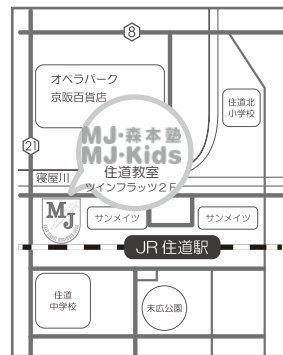 8
オペラパーク
京阪百貨店
住道北
小学校
21
MJ・森本塾
MJ・Kids
住道教室
ツインフラッツ2F
寝屋川
MJ
サンメイツ
サンメイツ
JR住道駅
住道
中学校
末広公園